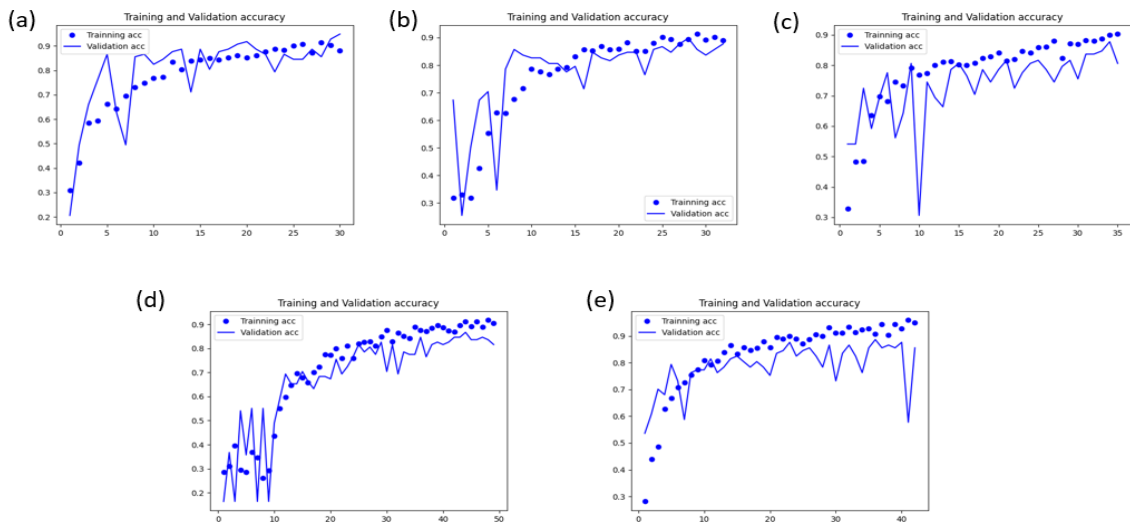 (a)
Training and Validation accuracy
Trainning acc
Validation acc
0.9
0.8
0.7
0.6
0.5
0.4
0.3
0.2
0 5 10 15 20 25 30
(b)
Training and Validation accuracy
0.9
0.8
0.7
0.6
0.5
0.4
0.3
Trainning acc
Validation acc
0 5 10 15 20 25 30
(c)
Training and Validation accuracy
Trainning acc
Validation acc
0.9
0.8
0.7
0.6
0.5
0.4
0.3
0 5 10 15 20 25 30 35
(d)
Training and Validation accuracy
Trainning acc
Validation acc
0.9
0.8
0.7
0.6
0.5
0.4
0.3
0.2
0 10 20 30 40 50
(e)
Training and Validation accuracy
Trainning acc
Validation acc
0.9
0.8
0.7
0.6
0.5
0.4
0.3
0 10 20 30 40